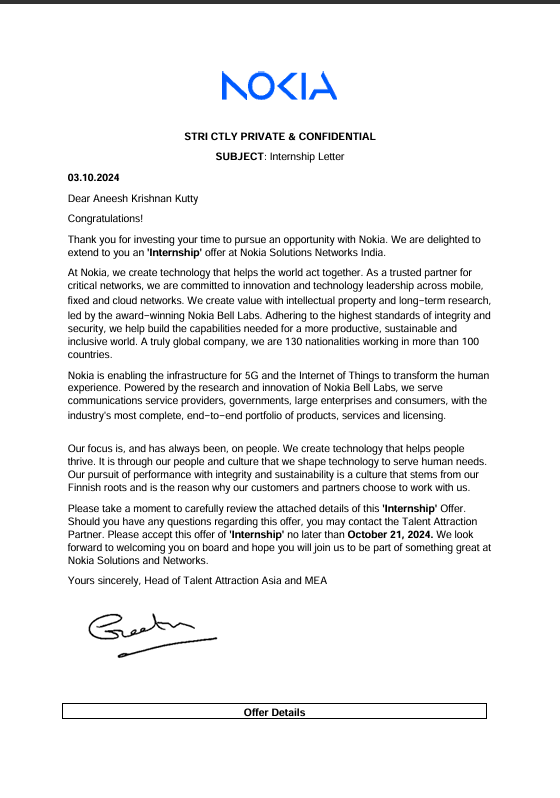 NOKIA
STRI CTLY PRIVATE & CONFIDENTIAL
SUBJECT: Internship Letter
03.10.2024
Dear Aneesh Krishnan Kutty
Congratulations!
Thank you for investing your time to pursue an opportunity with Nokia. We are delighted to
extend to you an 'Internship' offer at Nokia Solutions Networks India.
At Nokia, we create technology that helps the world act together. As a trusted partner for
critical networks, we are committed to innovation and technology leadership across mobile,
fixed and cloud networks. We create value with intellectual property and long−term research,
led by the award−winning Nokia Bell Labs. Adhering to the highest standards of integrity and
security, we help build the capabilities needed for a more productive, sustainable and
inclusive world. A truly global company, we are 130 nationalities working in more than 100
countries.
Nokia is enabling the infrastructure for 5G and the Internet of Things to transform the human
experience. Powered by the research and innovation of Nokia Bell Labs, we serve
communications service providers, governments, large enterprises and consumers, with the
industry's most complete, end−to−end portfolio of products, services and licensing.
Our focus is, and has always been, on people. We create technology that helps people
thrive. It is through our people and culture that we shape technology to serve human needs.
Our pursuit of performance with integrity and sustainability is a culture that stems from our
Finnish roots and is the reason why our customers and partners choose to work with us.
Please take a moment to carefully review the attached details of this 'Internship' Offer.
Should you have any questions regarding this offer, you may contact the Talent Attraction
Partner. Please accept this offer of 'Internship' no later than October 21, 2024. We look
forward to welcoming you on board and hope you will join us to be part of something great at
Nokia Solutions and Networks.
Yours sincerely, Head of Talent Attraction Asia and MEA
Offer Details